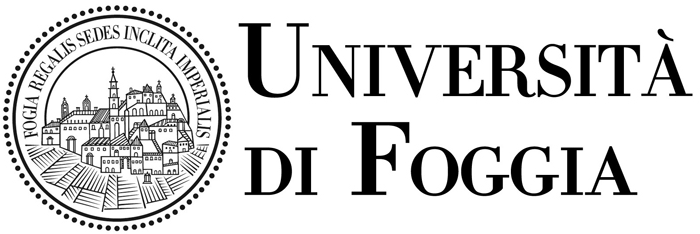 FOGIA REGALIS SEDES INCLITA IMPERIALIS
UNIVERSITÀ
DI FOGGIA